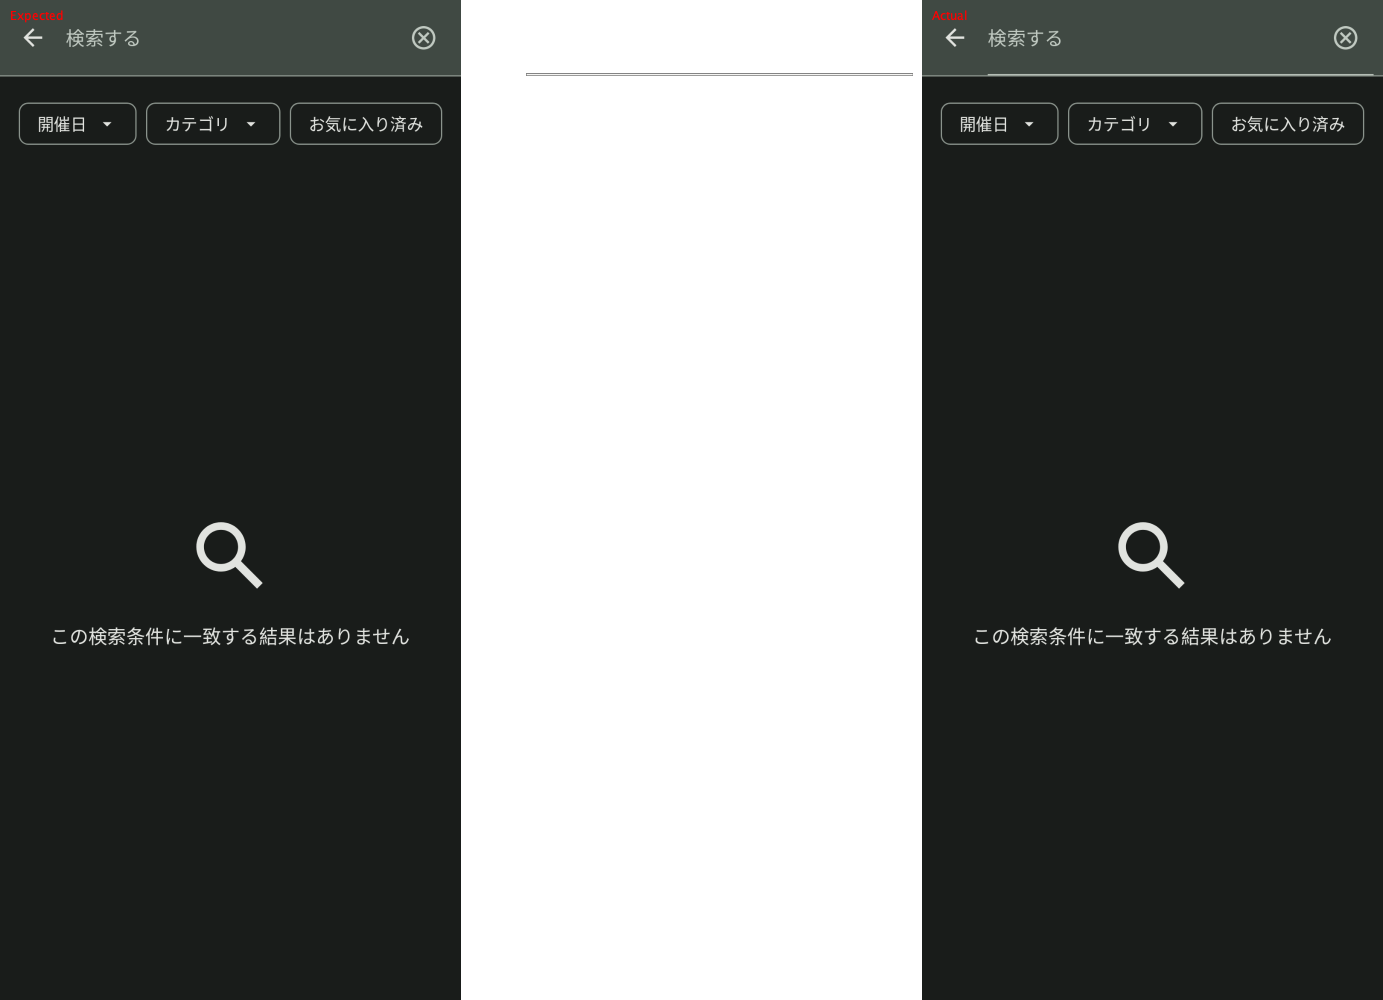 Expected
検索する
開催日
カテゴリ
お気に入り済み
この検索条件に一致する結果はありません
Actual
検索する
開催日
カテゴリ
お気に入り済み
この検索条件に一致する結果はありません